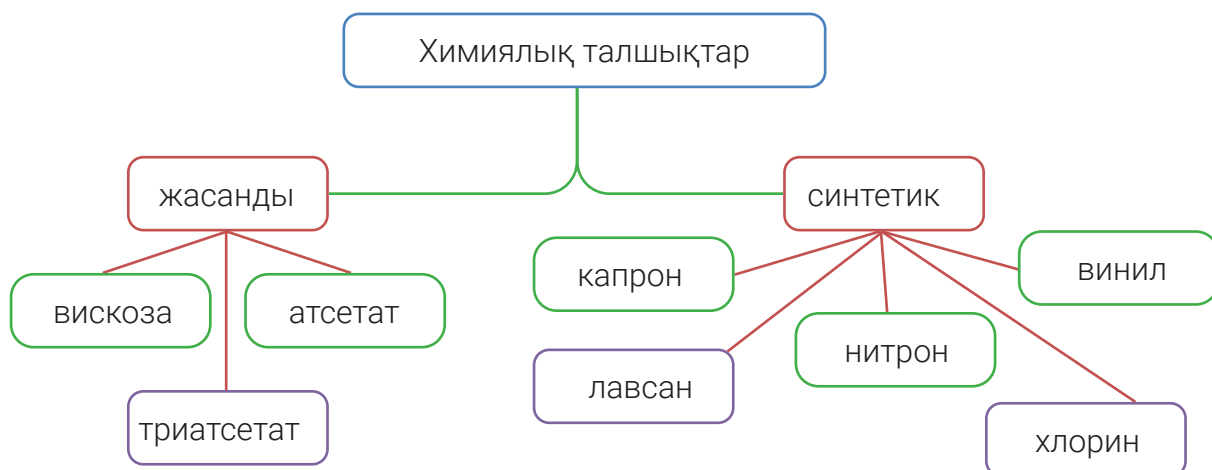 Химиялық талшықтар
жасанды
синтетик
капрон
винил
вискоза
атсетат
нитрон
лавсан
триатсетат
хлорин